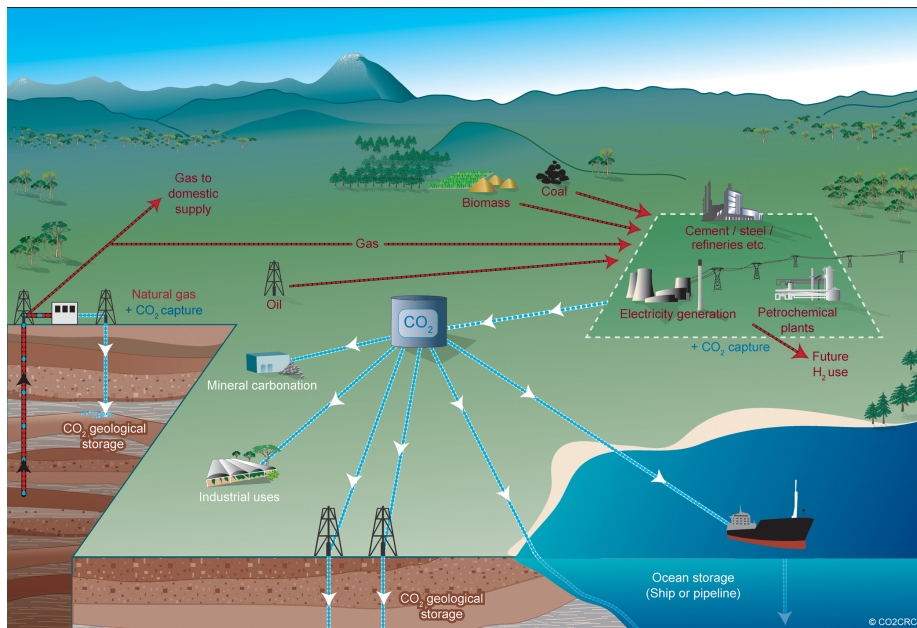 Gas to
domestic
supply
Biomass
Coal
Cement / steel /
refineries etc.
Gas
Oil
Natural gas
+ CO₂ capture
CO₂
Electricity generation
Petrochemical
plants
+ CO₂ capture
Future
H₂ use
Mineral carbonation
CO₂ geological
storage
Industrial uses
CO₂ geological
storage
Ocean storage
(Ship or pipeline)
© CO2CRC